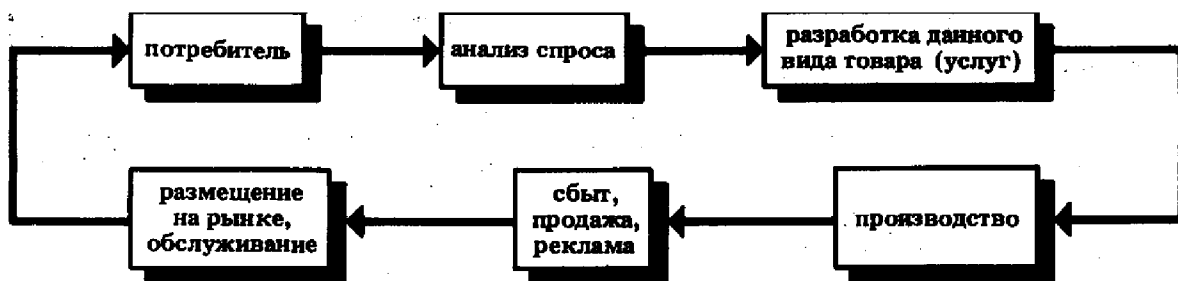 потребитель
анализ спроса
разработка данного
вида товара (услуг)
размещение
на рынке,
обслуживание
сбыт,
продажа,
реклама
производство